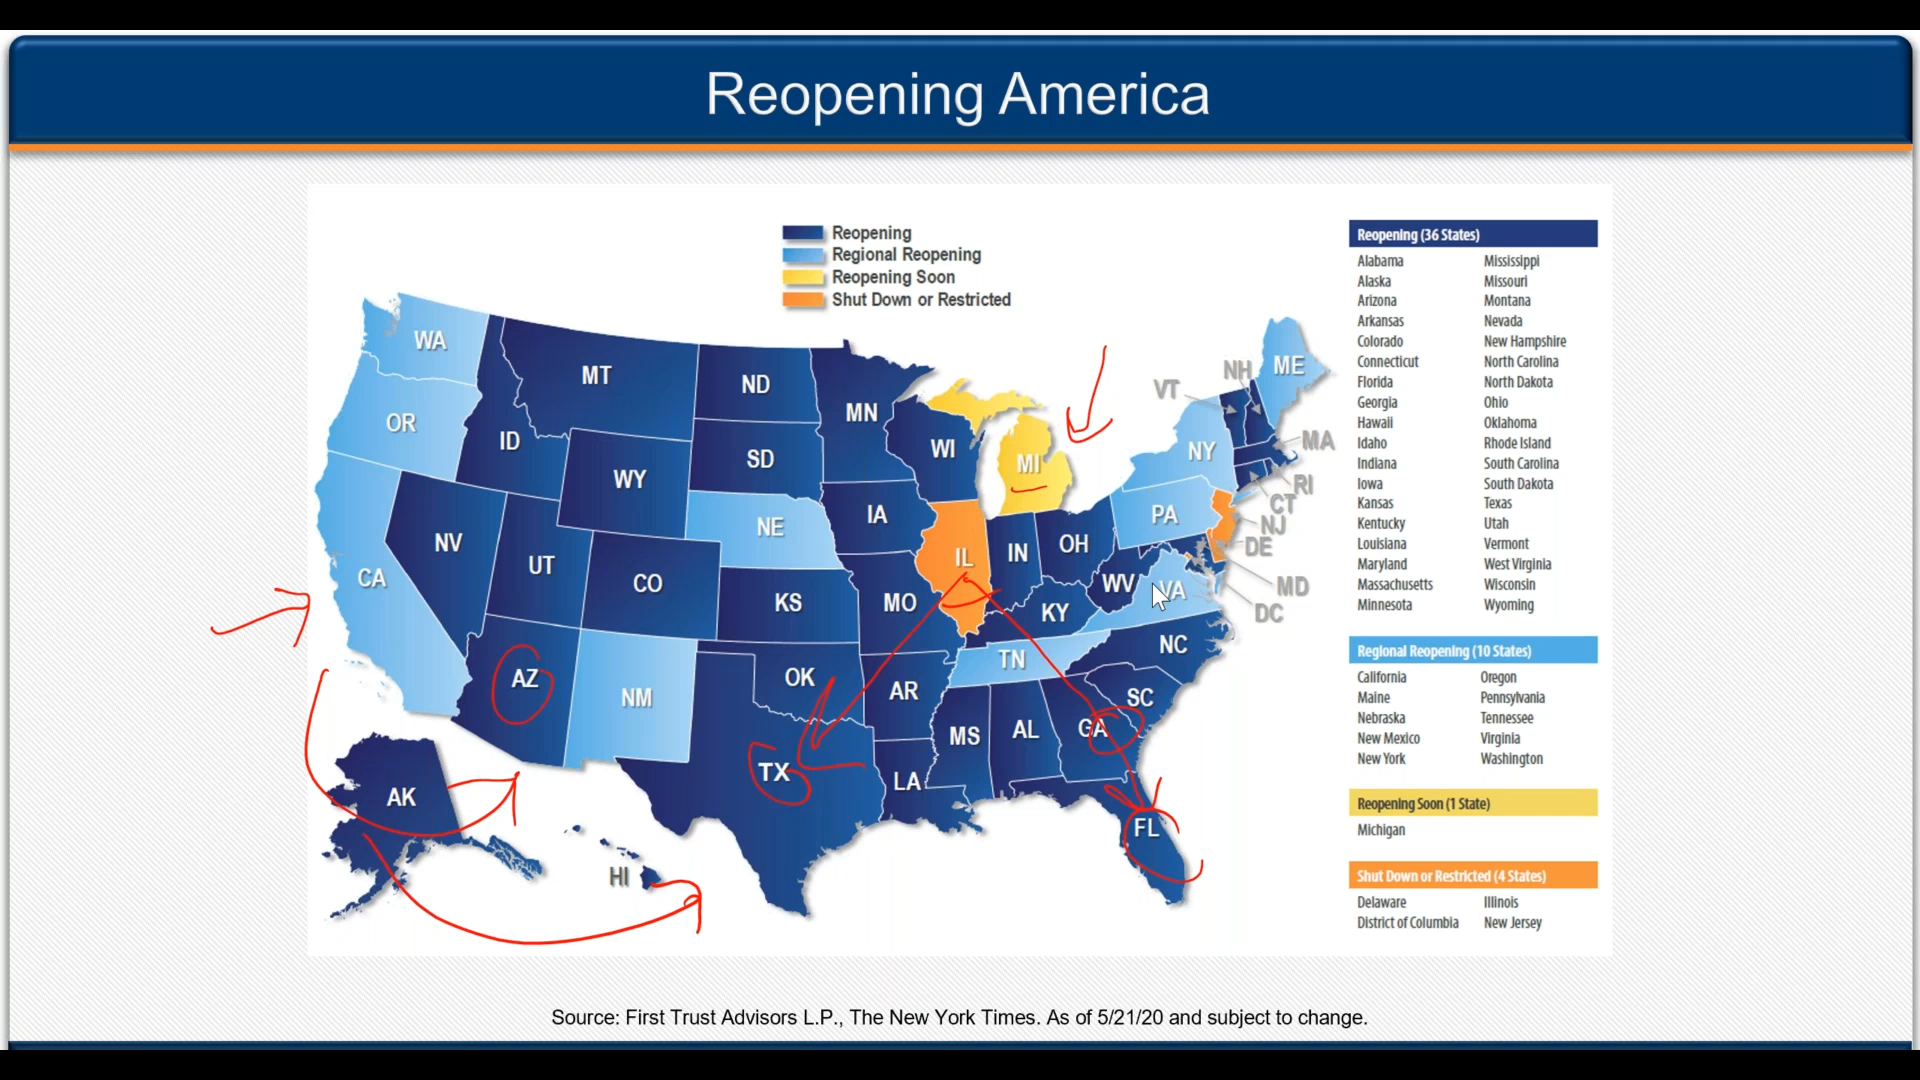 Reopening America
Reopening
Regional Reopening
Reopening Soon
Shut Down or Restricted
WA
MT
ND
MN
OR
ID
SD
WI
MI
VT
NH
ME
WY
NY
MA
NV
NE
IA
PA
RI
CT
NJ
CA
UT
CO
IL
IN
OH
DE
KS
MO
WV
VA
MD
KY
DC
AZ
NM
OK
AR
TN
NC
TX
MS
AL
GA
SC
LA
AK
FL
HI
Reopening (36 States)
Alabama Mississippi
Alaska Missouri
Arizona Montana
Arkansas Nevada
Colorado New Hampshire
Connecticut North Carolina
Florida North Dakota
Georgia Ohio
Hawaii Oklahoma
Idaho Rhode Island
Indiana South Carolina
Iowa South Dakota
Kansas Texas
Kentucky Utah
Louisiana Vermont
Maryland West Virginia
Massachusetts Wisconsin
Minnesota Wyoming
Regional Reopening (10 States)
California Oregon
Maine Pennsylvania
Nebraska Tennessee
New Mexico Virginia
New York Washington
Reopening Soon (1 State)
Michigan
Shut Down or Restricted (4 States)
Delaware Illinois
District of Columbia New Jersey
Source: First Trust Advisors L.P., The New York Times. As of 5/21/20 and subject to change.